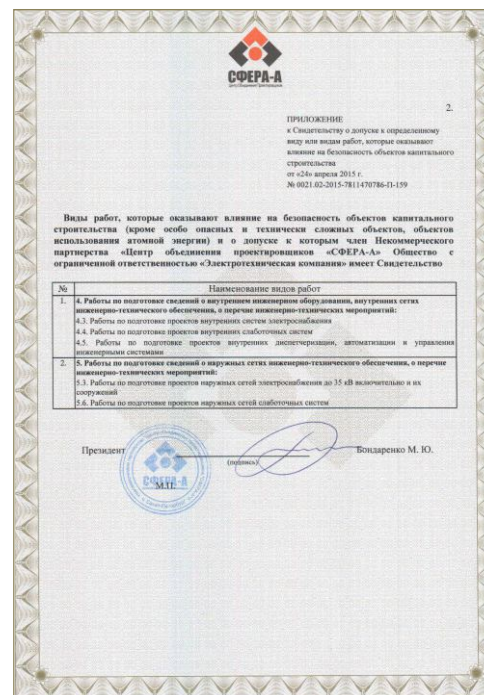 СФЕРА-А
Центр Объединения Проектировщиков
2.
ПРИЛОЖЕНИЕ
к Свидетельству о допуске к определенному
виду или видам работ, которые оказывают
влияние на безопасность объектов капитального
строительства
от «24» апреля 2015 г.
№ 0021.02-2015-7811470786-П-159
Виды работ, которые оказывают влияние на безопасность объектов капитального
строительства (кроме особо опасных и технически сложных объектов, объектов
использования атомной энергии) и о допуске к которым член Некоммерческого
партнерства «Центр объединения проектировщиков «СФЕРА-А» Общество с
ограниченной ответственностью «Электротехническая компания» имеет Свидетельство
№ Наименование видов работ
1. 4. Работы по подготовке сведений о внутреннем инженерном оборудовании, внутренних сетях
инженерно-технического обеспечения, о перечне инженерно-технических мероприятий:
4.3. Работы по подготовке проектов внутренних систем электроснабжения
4.4. Работы по подготовке проектов внутренних слаботочных систем
4.5. Работы по подготовке проектов внутренних диспетчеризации, автоматизации и управления
инженерными системами
2. 5. Работы по подготовке сведений о наружных сетях инженерно-технического обеспечения, о перечне
инженерно-технических мероприятий:
5.3. Работы по подготовке проектов наружных сетей электроснабжения до 35 кВ включительно и их
сооружений
5.6. Работы по подготовке проектов наружных сетей слаботочных систем
Президент Бондаренко М. Ю.
(подпись)
СФЕРА-А
М.П.